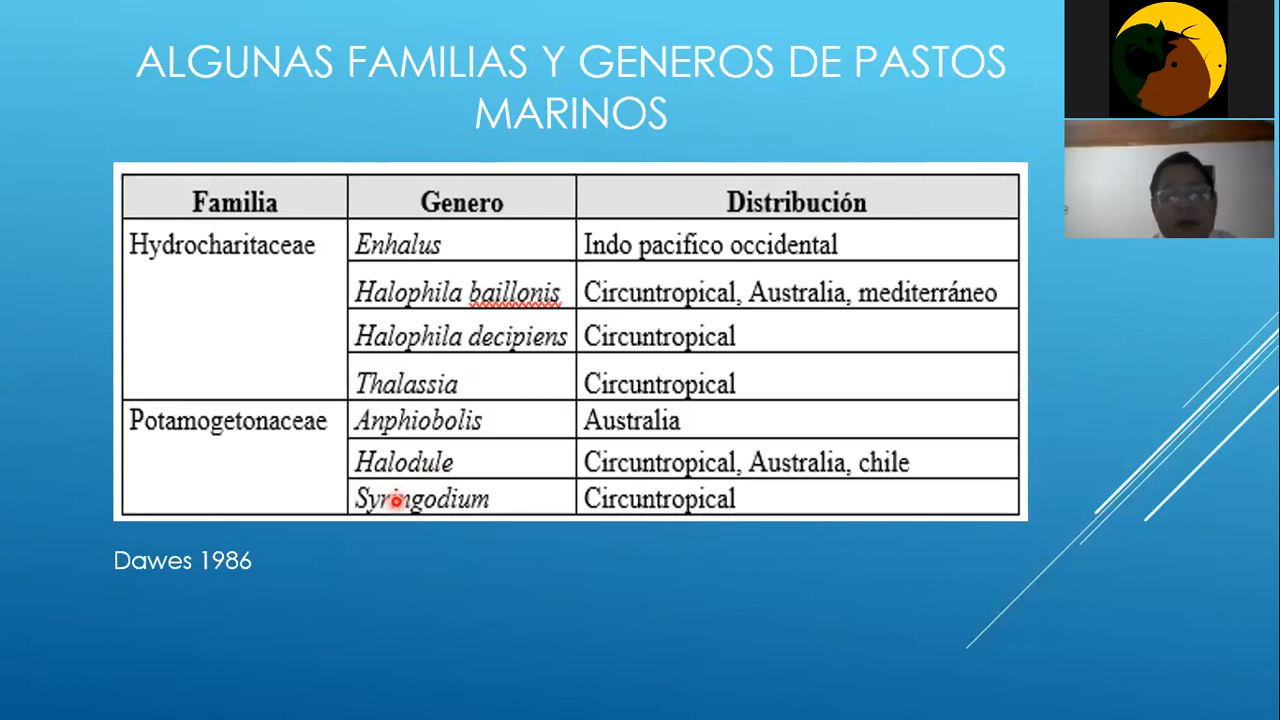 ALGUNAS FAMILIAS Y GENEROS DE PASTOS
MARINOS
Familia Genero Distribución
Hydrocharitaceae Enhalus Indo pacifico occidental
Halophila baillonis Circuntropical, Australia, mediterráneo
Halophila decipiens Circuntropical
Thalassia Circuntropical
Potamogetonaceae Anphiobolis Australia
Halodule Circuntropical, Australia, chile
Syringodium Circuntropical
Dawes 1986